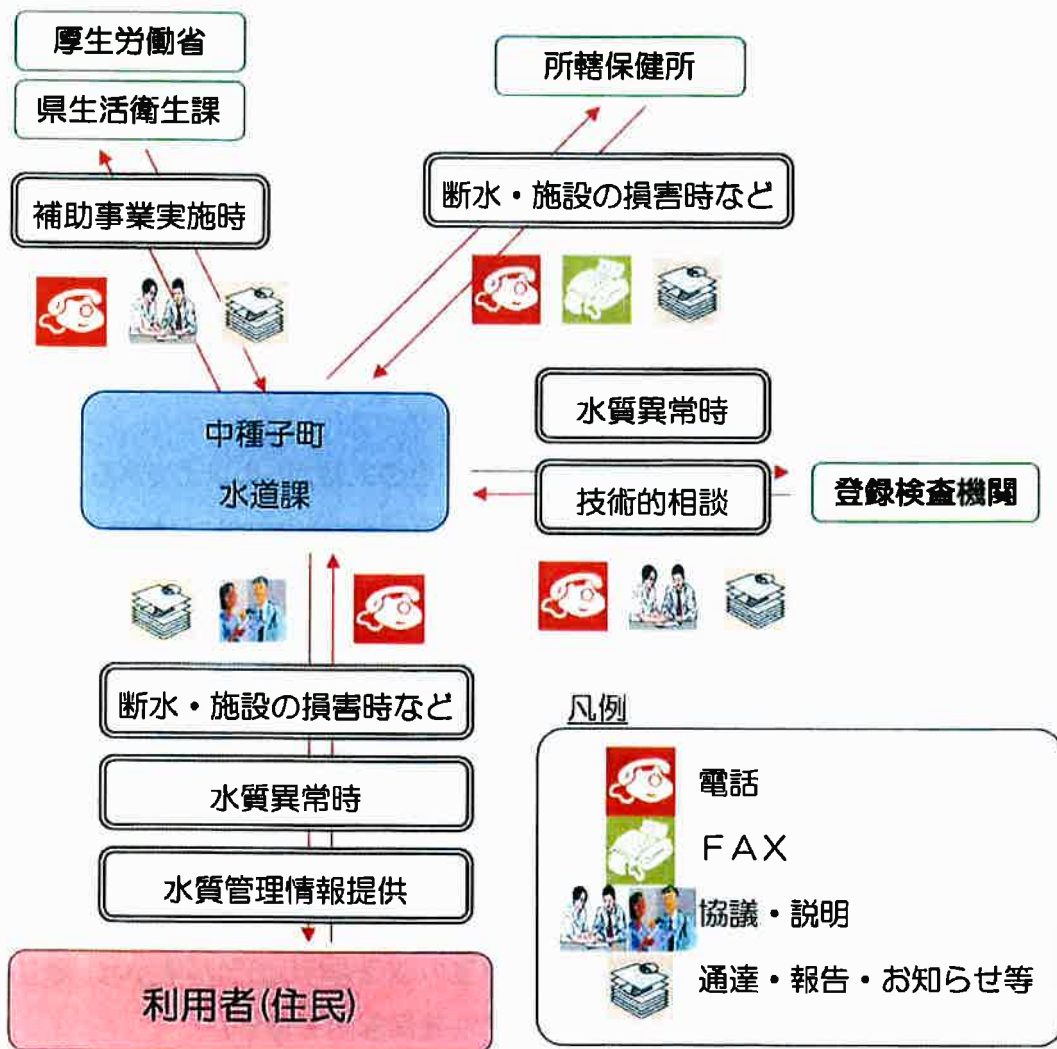 厚生労働省
県生活衛生課
補助事業実施時
所轄保健所
断水・施設の損害時など
中種子町
水道課
水質異常時
技術的相談
登録検査機関
断水・施設の損害時など
水質異常時
水質管理情報提供
利用者(住民)
凡例
電話
ＦＡＸ
協議・説明
通達・報告・お知らせ等